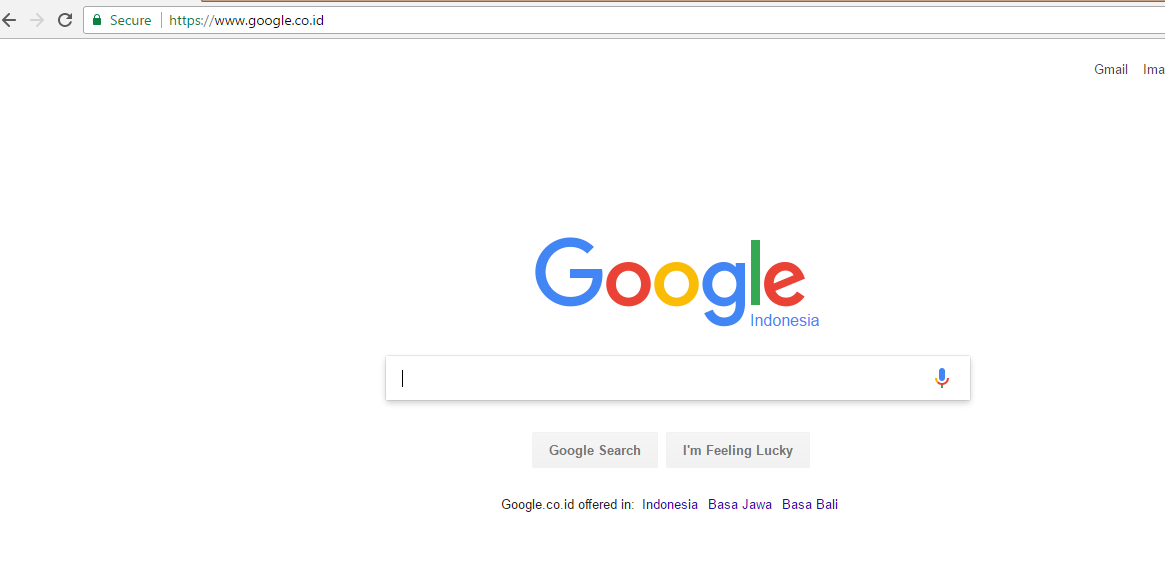 Secure https://www.google.co.id
Gmail
Google
Indonesia
Google Search I'm Feeling Lucky
Google.co.id offered in: Indonesia Basa Jawa Basa Bali